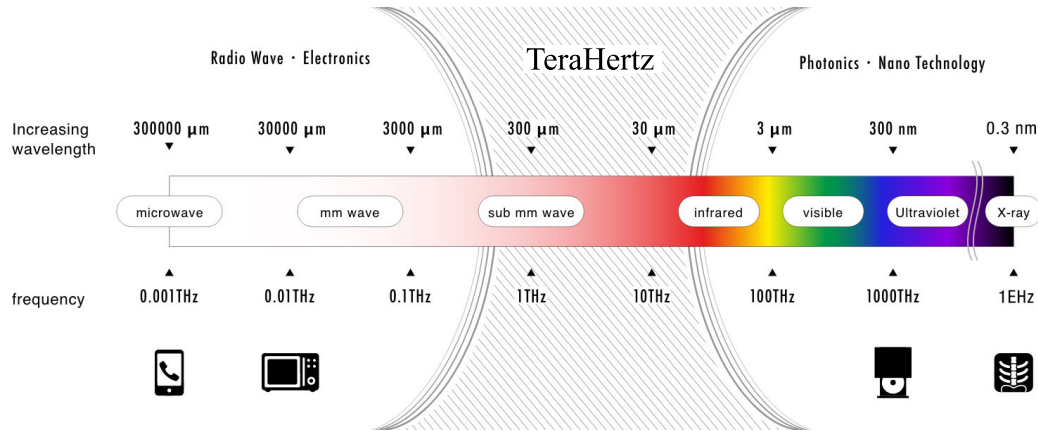 Radio Wave · Electronics
TeraHertz
Photonics · Nano Technology
Increasing
wavelength
300000 μm
30000 μm
3000 μm
300 μm
30 μm
3 μm
300 nm
0.3 nm
microwave
mm wave
sub mm wave
infrared
visible
Ultraviolet
X-ray
frequency
0.001THz
0.01THz
0.1THz
1THz
10THz
100THz
1000THz
1EHz